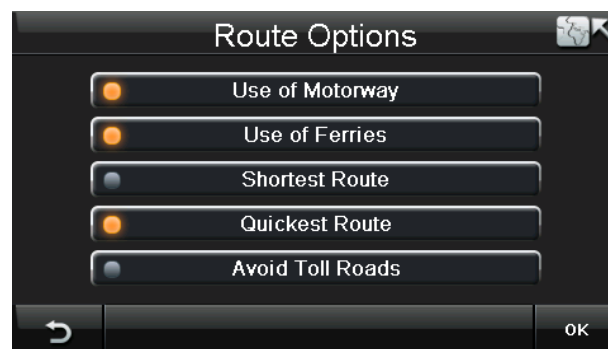 Route Options
Use of Motorway
Use of Ferries
Shortest Route
Quickest Route
Avoid Toll Roads
OK